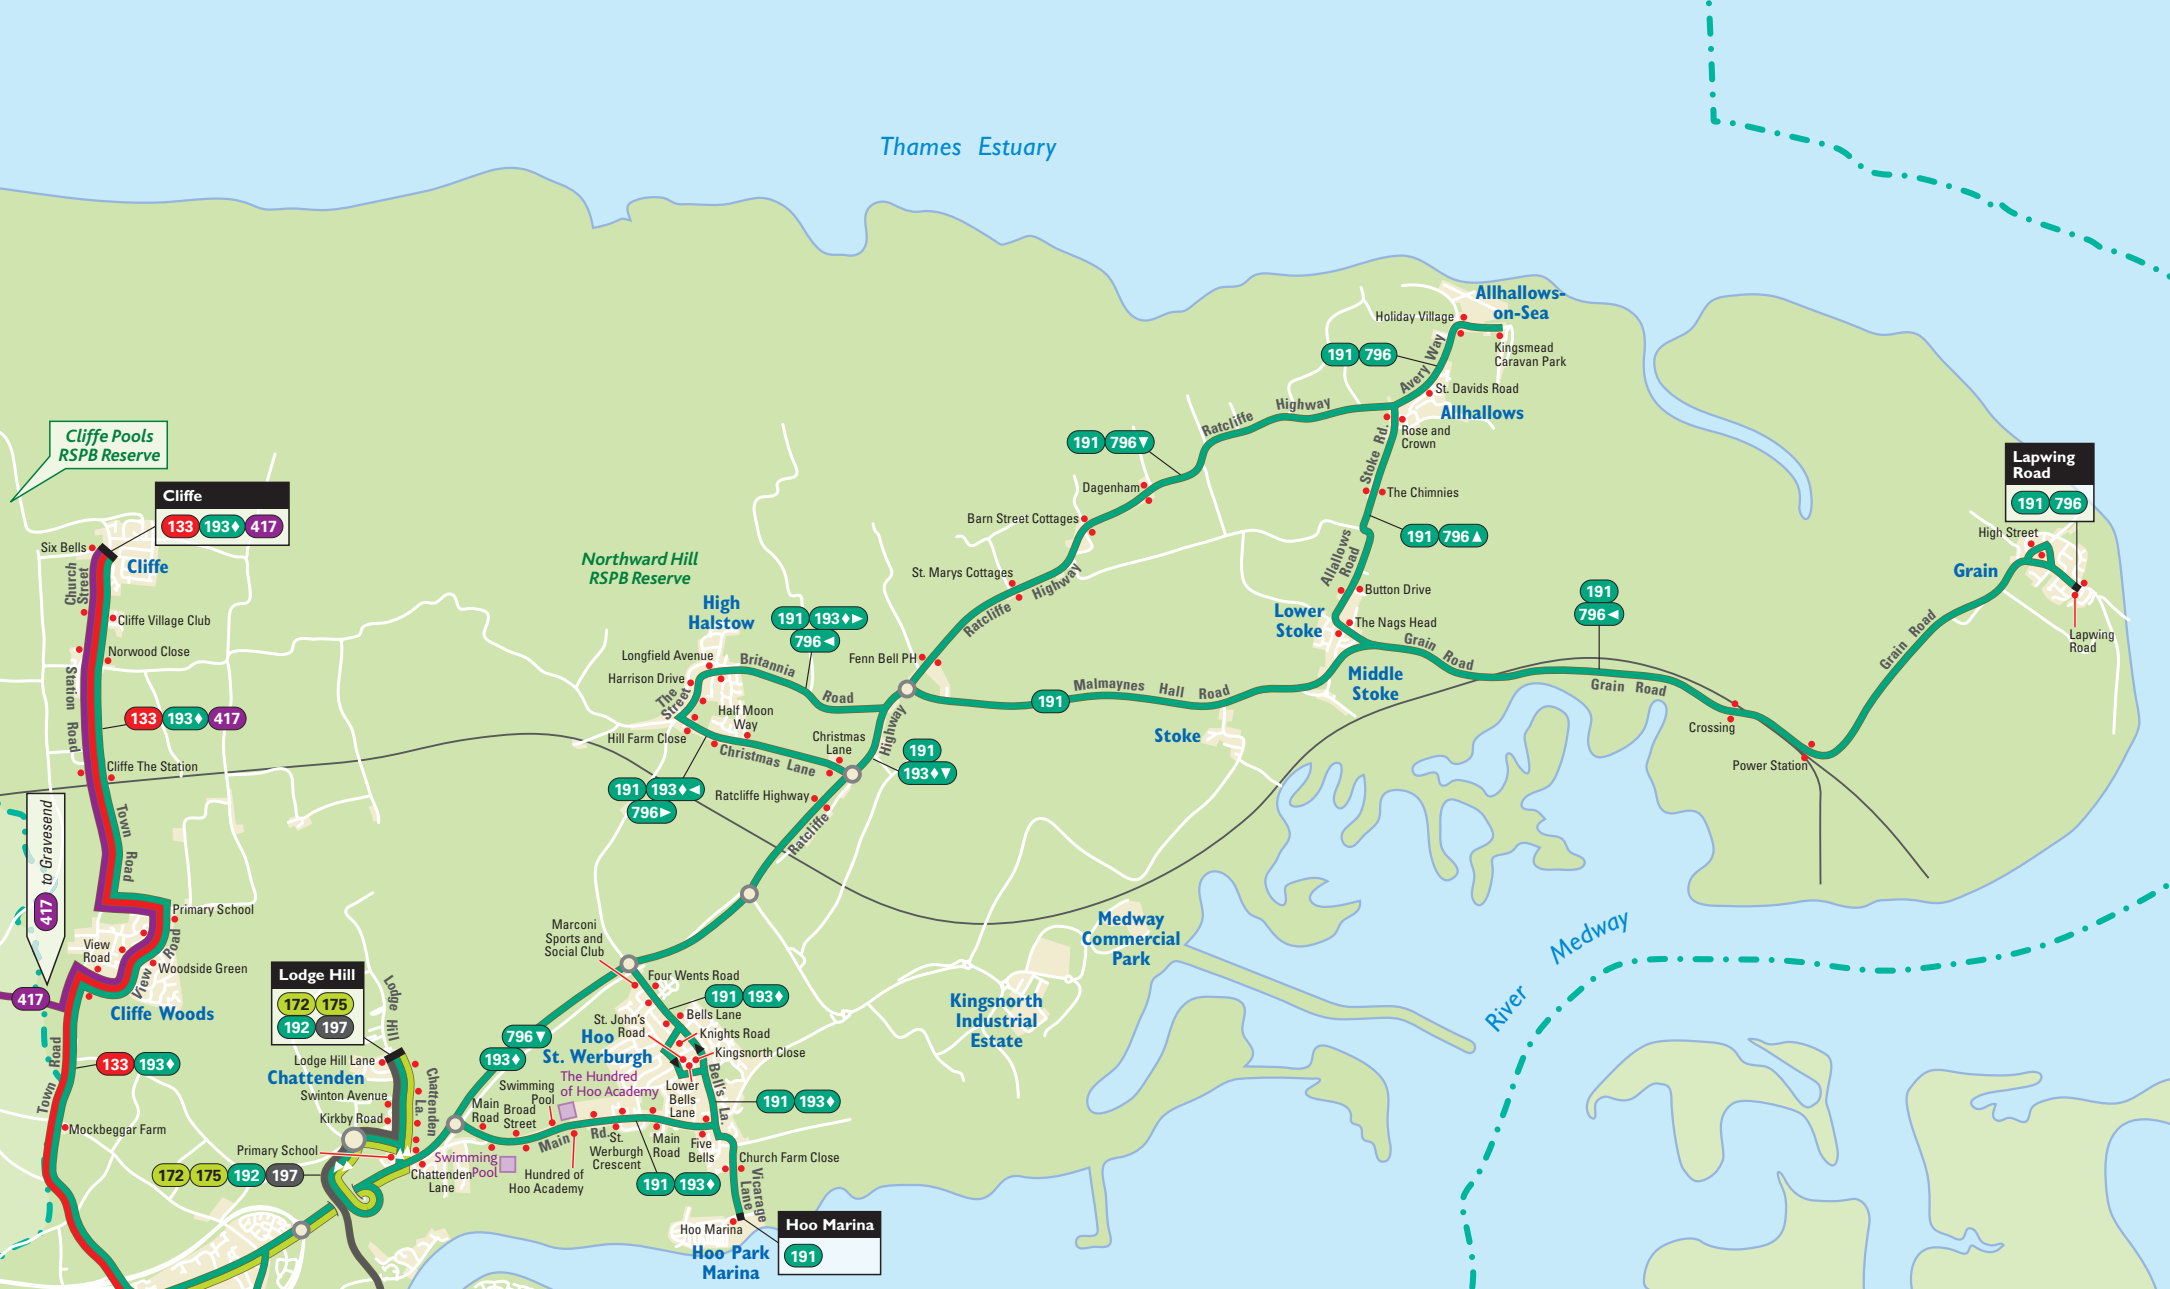 Thames Estuary
Allhallows-
on-Sea
Holiday Village
Kingsmead
Caravan Park
191 796
Avery Way
St. Davids Road
Allhallows
Ratcliffe Highway
Rose and
Crown
Stoke Rd.
191 796▼
Dagenham
The Chimnies
Barn Street Cottages
191 796▲
Allallows
Road
St. Marys Cottages
Ratcliffe Highway
Button Drive
Lower
Stoke
The Nags Head
Grain Road
Middle
Stoke
191
796◄
Grain Road
Crossing
Power Station
Grain Road
Grain
High Street
Lapwing
Road
191 796
Lapwing
Road
Cliffe Pools
RSPB Reserve
Cliffe
133 193♦ 417
Six Bells
Cliffe
Church
Street
Cliffe Village Club
Norwood Close
Station Road
133 193♦ 417
Cliffe The Station
Town Road
417 to Gravesend
Primary School
View
Road
View Road
Woodside Green
417
Cliffe Woods
133 193♦
Town Road
Mockbeggar Farm
Northward Hill
RSPB Reserve
High
Halstow
191 193♦►
796◄
Longfield Avenue
Britannia Road
Harrison Drive
The
Street
Fenn Bell PH
Half Moon
Way
Hill Farm Close
Christmas Lane
Christmas
Lane
Highway
191
193♦▼
191 193♦◄
796►
Ratcliffe Highway
Ratcliffe
191
Malmaynes Hall Road
Stoke
Marconi
Sports and
Social Club
Four Wents Road
191 193♦
Bells Lane
St. John's
Road
Knights Road
Hoo
St. Werburgh
Kingsnorth Close
796▼
193♦
The Hundred
of Hoo Academy
Swimming
Pool
Lower
Bells
Lane
Bell's La.
191 193♦
Main
Road
Broad
Street
Main Rd.
St.
Werburgh
Crescent
Main
Road
Five
Bells
Church Farm Close
Swimming
Pool
Hundred of
Hoo Academy
191 193♦
Vicarage
Lane
Hoo Marina
Hoo Park
Marina
Hoo Marina
191
Lodge Hill
172 175
192 197
Lodge Hill
Lodge Hill Lane
Chattenden
Swinton Avenue
Kirkby Road
Chattenden
La.
Primary School
Chattenden
Lane
172 175 192 197
Medway
Commercial
Park
Kingsnorth
Industrial
Estate
River Medway